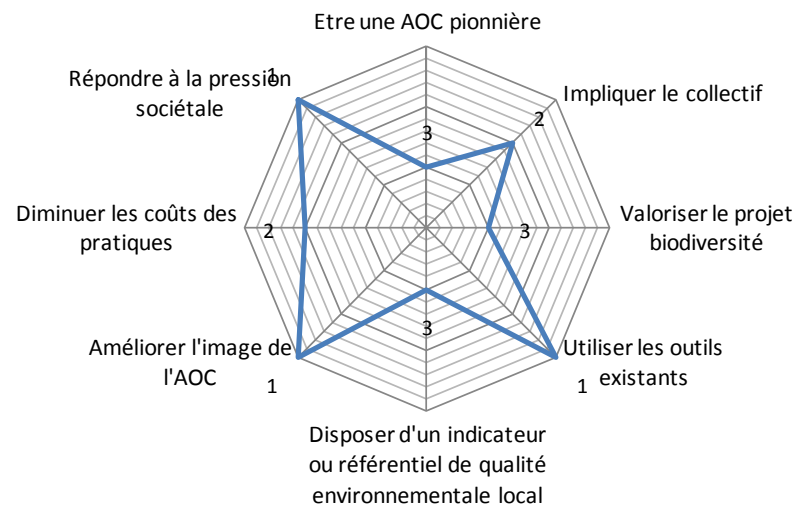 Etre une AOC pionnière
1
Répondre à la pression
sociétale
Impliquer le collectif
2
3
Diminuer les coûts des
pratiques
2
3
Valoriser le projet
biodiversité
Améliorer l'image de
l'AOC
1
3
Utiliser les outils
existants
1
Disposer d'un indicateur
ou référentiel de qualité
environnementale local